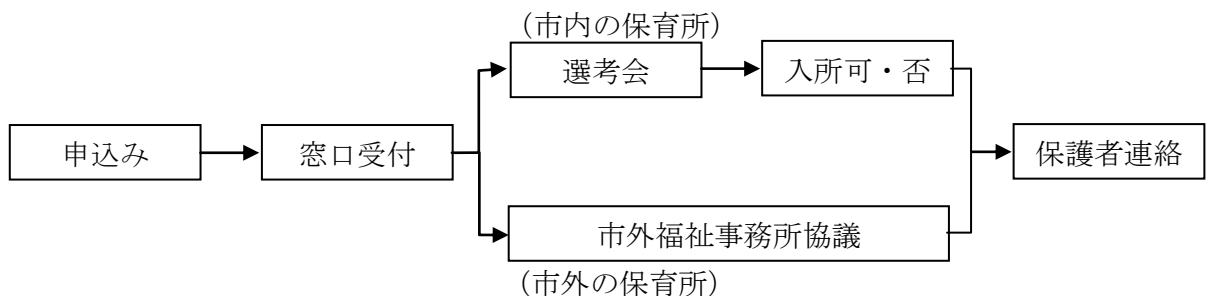 (市内の保育所)
選考会
入所可・否
申込み
窓口受付
保護者連絡
市外福祉事務所協議
(市外の保育所)